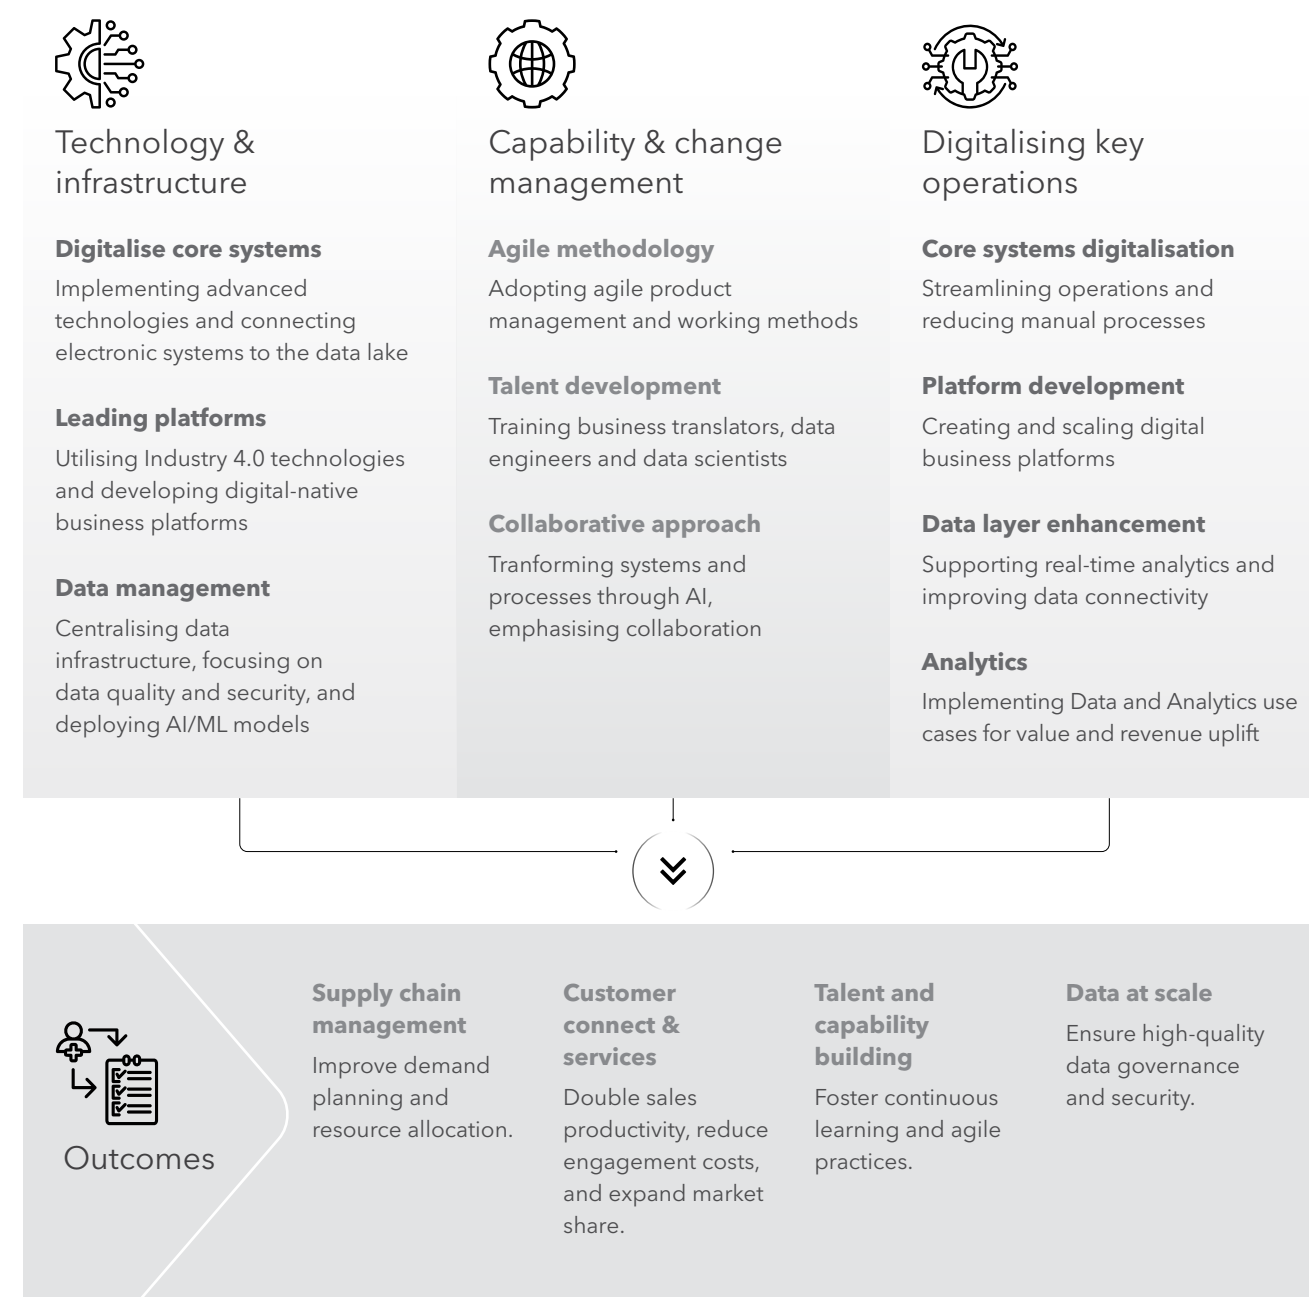 Technology &
infrastructure
Digitalise core systems
Implementing advanced
technologies and connecting
electronic systems to the data lake
Leading platforms
Utilising Industry 4.0 technologies
and developing digital-native
business platforms
Data management
Centralising data
infrastructure, focusing on
data quality and security, and
deploying AI/ML models
Capability & change
management
Agile methodology
Adopting agile product
management and working methods
Talent development
Training business translators, data
engineers and data scientists
Collaborative approach
Tranforming systems and
processes through AI,
emphasising collaboration
Digitalising key
operations
Core systems digitalisation
Streamlining operations and
reducing manual processes
Platform development
Creating and scaling digital
business platforms
Data layer enhancement
Supporting real-time analytics and
improving data connectivity
Analytics
Implementing Data and Analytics use
cases for value and revenue uplift
Outcomes
Supply chain
management
Improve demand
planning and
resource allocation.
Customer
connect &
services
Double sales
productivity, reduce
engagement costs,
and expand market
share.
Talent and
capability
building
Foster continuous
learning and agile
practices.
Data at scale
Ensure high-quality
data governance
and security.